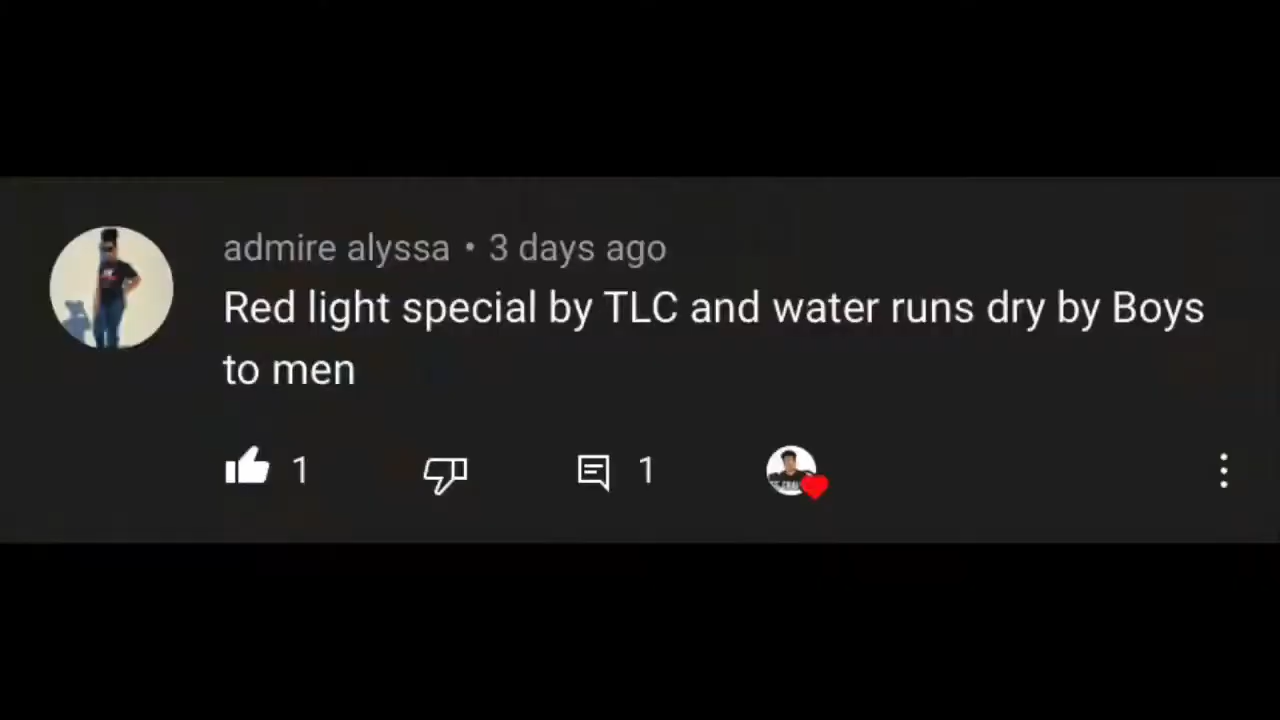 admire alyssa • 3 days ago
Red light special by TLC and water runs dry by Boys
to men
1 1